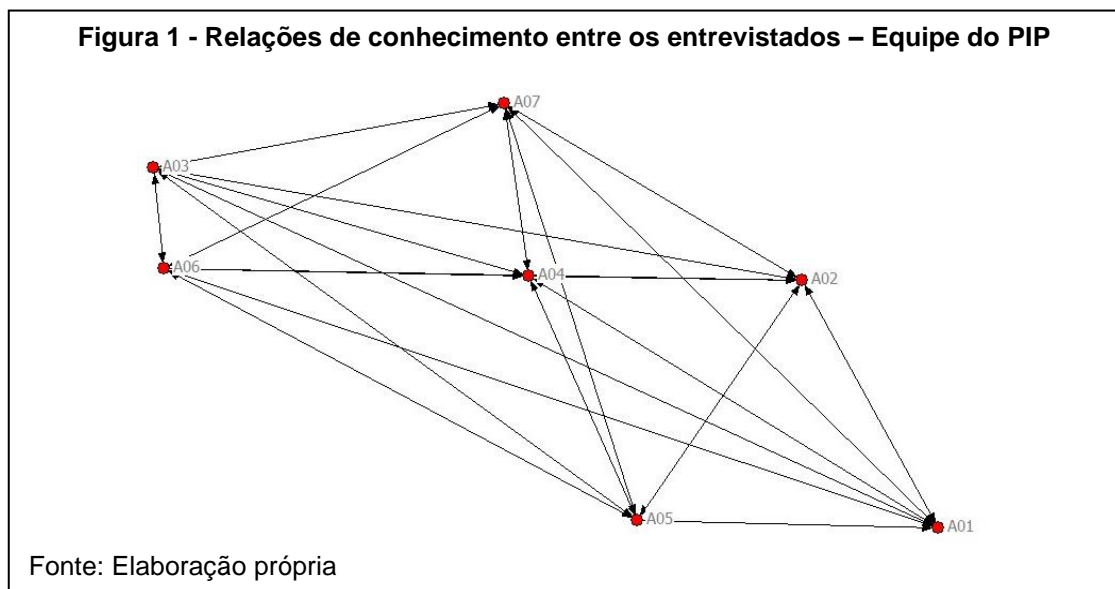 Figura 1 - Relações de conhecimento entre os entrevistados – Equipe do PIP
A07
A03
A06
A04
A02
A05
A01
Fonte: Elaboração própria